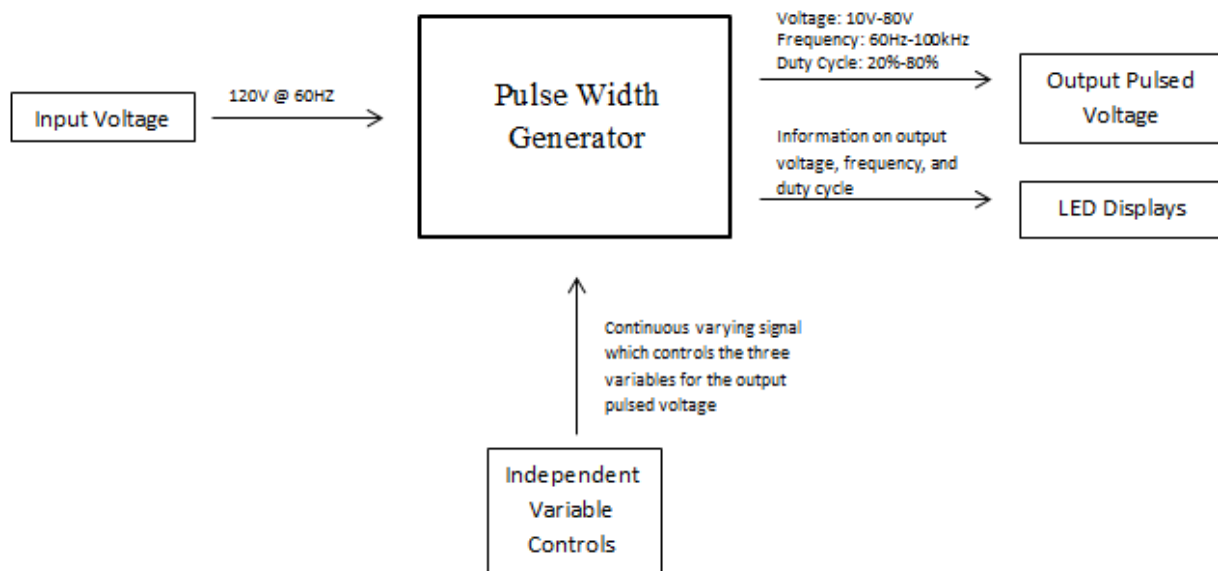 Input Voltage
120V @ 60HZ
Pulse Width
Generator
Voltage: 10V-80V
Frequency: 60Hz-100kHz
Duty Cycle: 20%-80%
Output Pulsed
Voltage
Information on output
voltage, frequency, and
duty cycle
LED Displays
Continuous varying signal
which controls the three
variables for the output
pulsed voltage
Independent
Variable
Controls